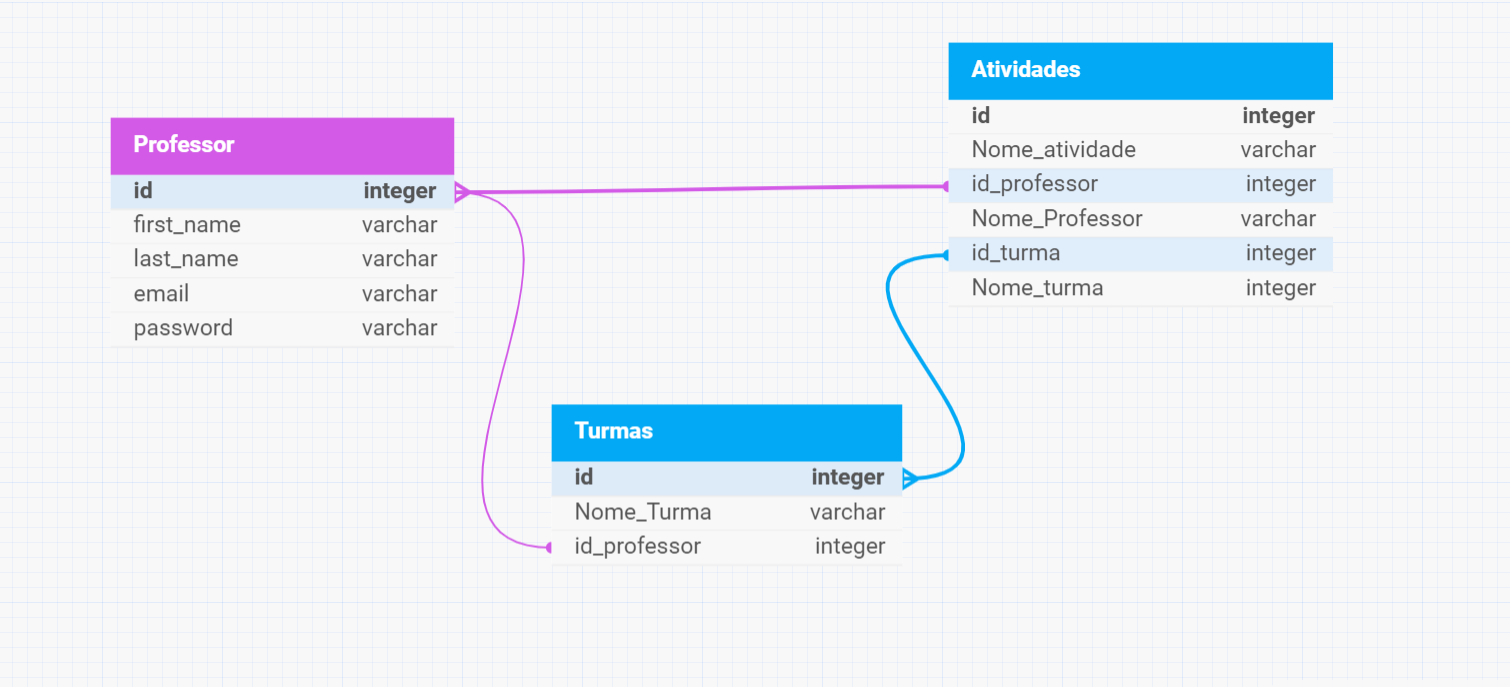 Professor
id integer
first_name varchar
last_name varchar
email varchar
password varchar
Atividades
id integer
Nome_atividade varchar
id_professor integer
Nome_Professor varchar
id_turma integer
Nome_turma integer
Turmas
id integer
Nome_Turma varchar
id_professor integer